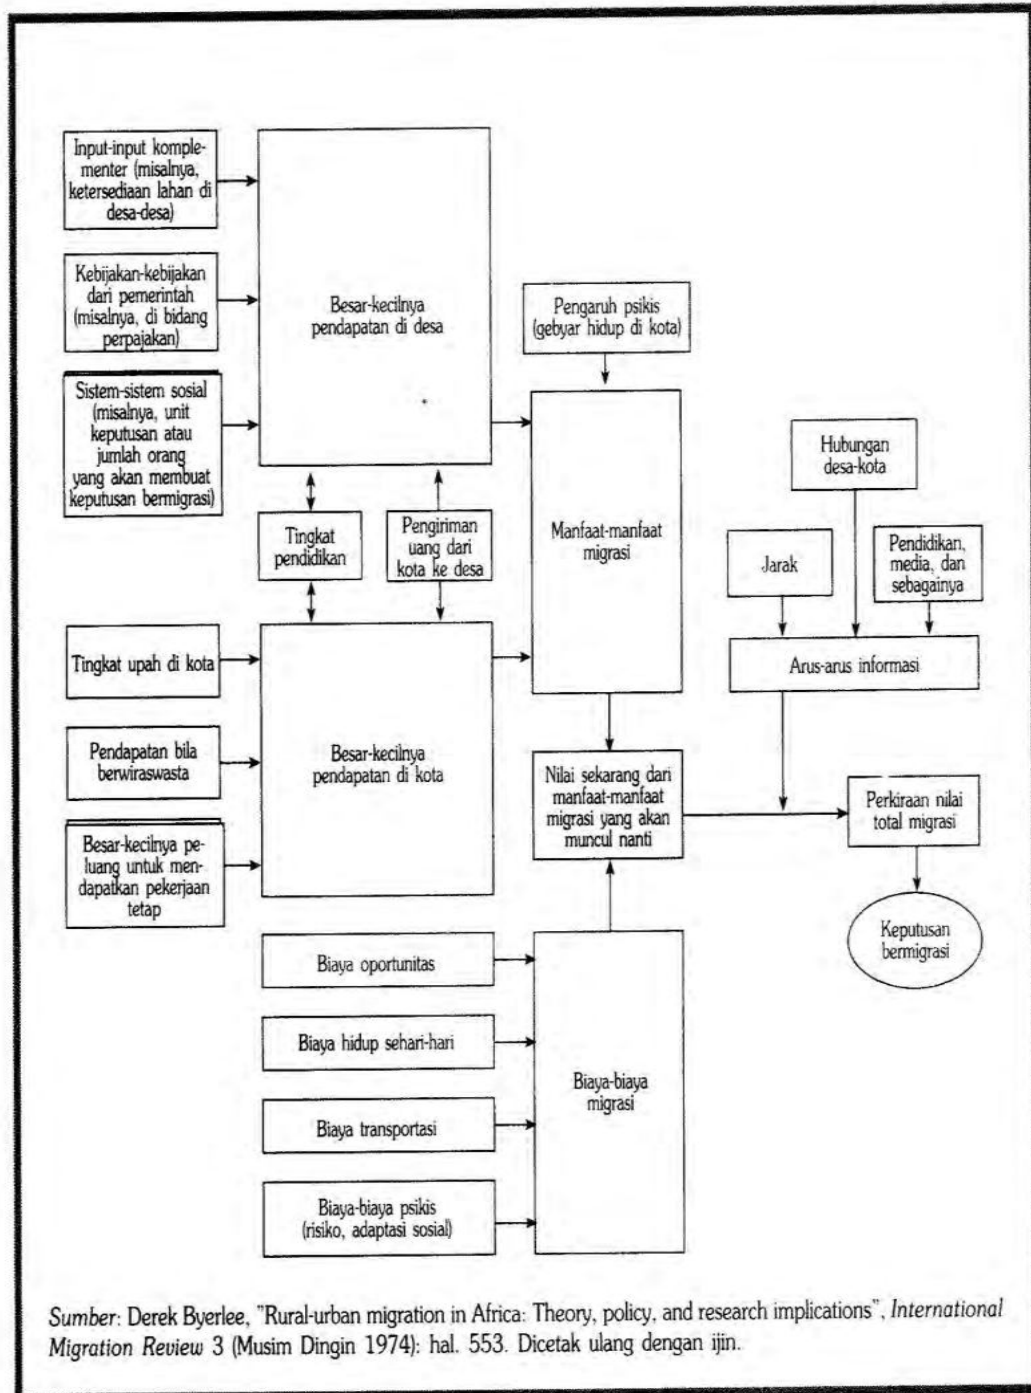 Input-input komple-
menter (misalnya,
ketersediaan lahan di
desa-desa)
Kebijakan-kebijakan
dari pemerintah
(misalnya, di bidang
perpajakan)
Sistem-sistem sosial
(misalnya, unit
keputusan atau
jumlah orang
yang akan membuat
keputusan bermigrasi)
Besar-kecilnya
pendapatan di desa
Pengaruh psikis
(gebyar hidup di kota)
Tingkat
pendidikan
Pengiriman
uang dari
kota ke desa
Manfaat-manfaat
migrasi
Hubungan
desa-kota
Jarak
Pendidikan,
media, dan
sebagainya
Arus-arus informasi
Tingkat upah di kota
Pendapatan bila
berwiraswasta
Besar-kecilnya pe-
luang untuk men-
dapatkan pekerjaan
tetap
Besar-kecilnya
pendapatan di kota
Nilai sekarang dari
manfaat-manfaat
migrasi yang akan
muncul nanti
Perkiraan nilai
total migrasi
Keputusan
bermigrasi
Biaya oportunitas
Biaya hidup sehari-hari
Biaya transportasi
Biaya-biaya psikis
(risiko, adaptasi sosial)
Biaya-biaya
migrasi
Sumber: Derek Byerlee, "Rural-urban migration in Africa: Theory, policy, and research implications", International
Migration Review 3 (Musim Dingin 1974): hal. 553. Dicetak ulang dengan ijin.